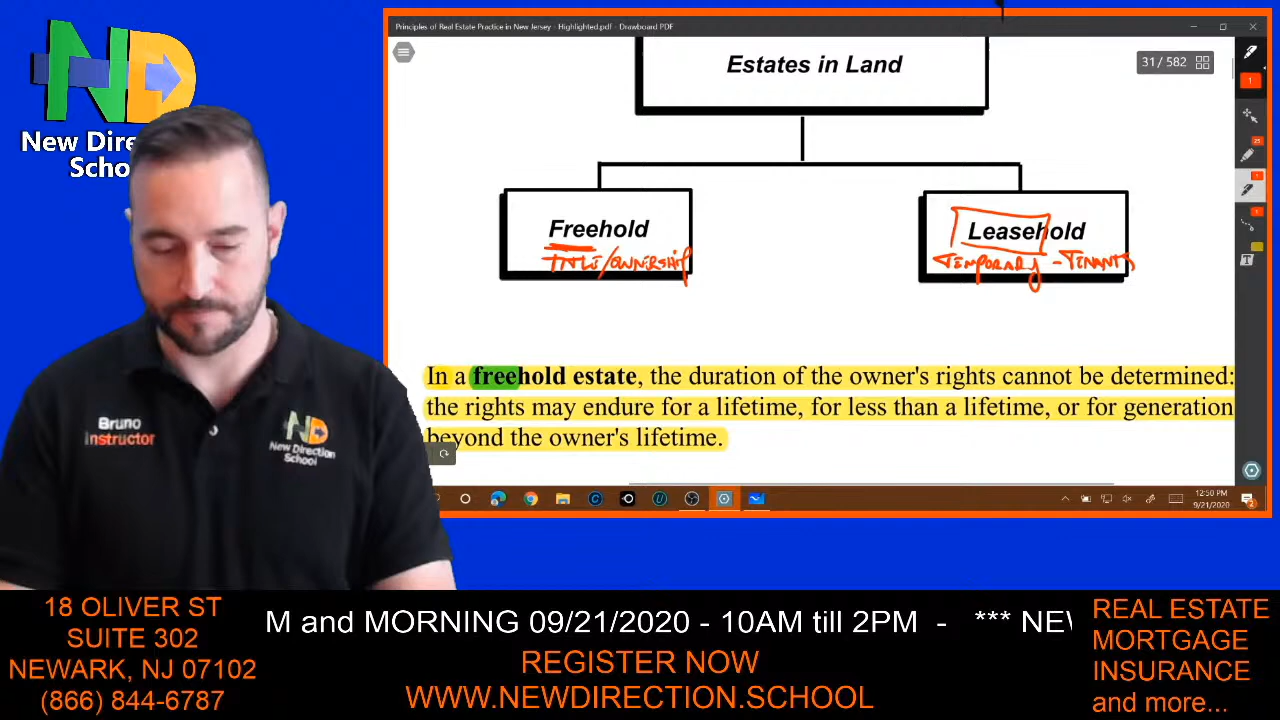 ND
New Dire
Scho
Bruno
Instructor
ND
New Direction
School
Principles of Real Estate Practice in New Jersey - Highlighted.pdf - Drawboard PDF
31 / 582
Estates in Land
Freehold
TITLE/OWNERSHIP
Leasehold
TEMPORARY - TENANTS
In a freehold estate, the duration of the owner's rights cannot be determined:
the rights may endure for a lifetime, for less than a lifetime, or for generation
beyond the owner's lifetime.
12:50 PM
9/21/2020
18 OLIVER ST
SUITE 302
NEWARK, NJ 07102
(866) 844-6787
M and MORNING 09/21/2020 - 10AM till 2PM - *** NEW
REGISTER NOW
WWW.NEWDIRECTION.SCHOOL
REAL ESTATE
MORTGAGE
INSURANCE
and more...